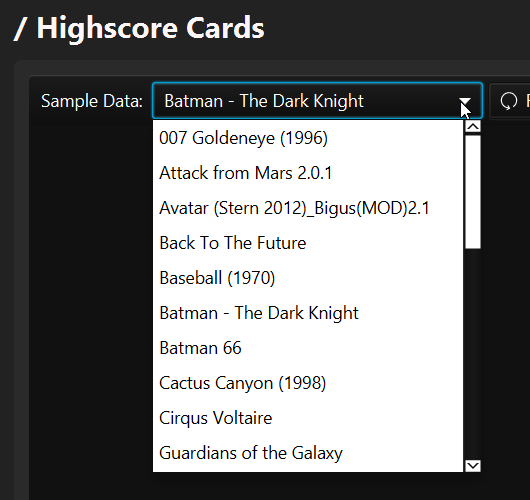 / Highscore Cards
Sample Data: Batman - The Dark Knight
007 Goldeneye (1996)
Attack from Mars 2.0.1
Avatar (Stern 2012)_Bigus(MOD)2.1
Back To The Future
Baseball (1970)
Batman - The Dark Knight
Batman 66
Cactus Canyon (1998)
Cirqus Voltaire
Guardians of the Galaxy